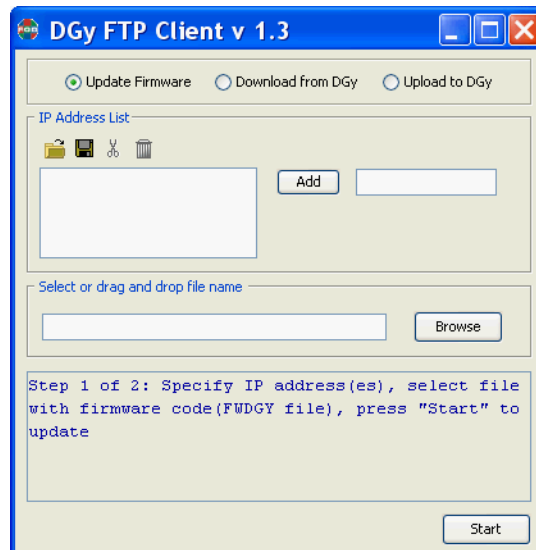 DGy FTP Client v 1.3
Update Firmware Download from DGy Upload to DGy
IP Address List
Add
Select or drag and drop file name
Browse
Step 1 of 2: Specify IP address(es), select file
with firmware code(FWDGY file), press "Start" to
update
Start